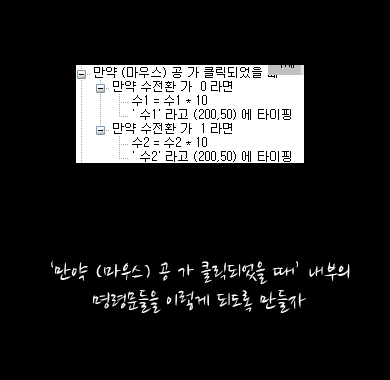 만약 (마우스) 공 가 클릭되었을 때
만약 수전환 가 0 라면
수1 = 수1 * 10
' 수1' 라고 (200,50) 에 타이핑
만약 수전환 가 1 라면
수2 = 수2 * 10
' 수2' 라고 (200,50) 에 타이핑
'만약 (마우스) 공 가 클릭되었을 때' 내부의
명령문들을 이렇게 되도록 만들자